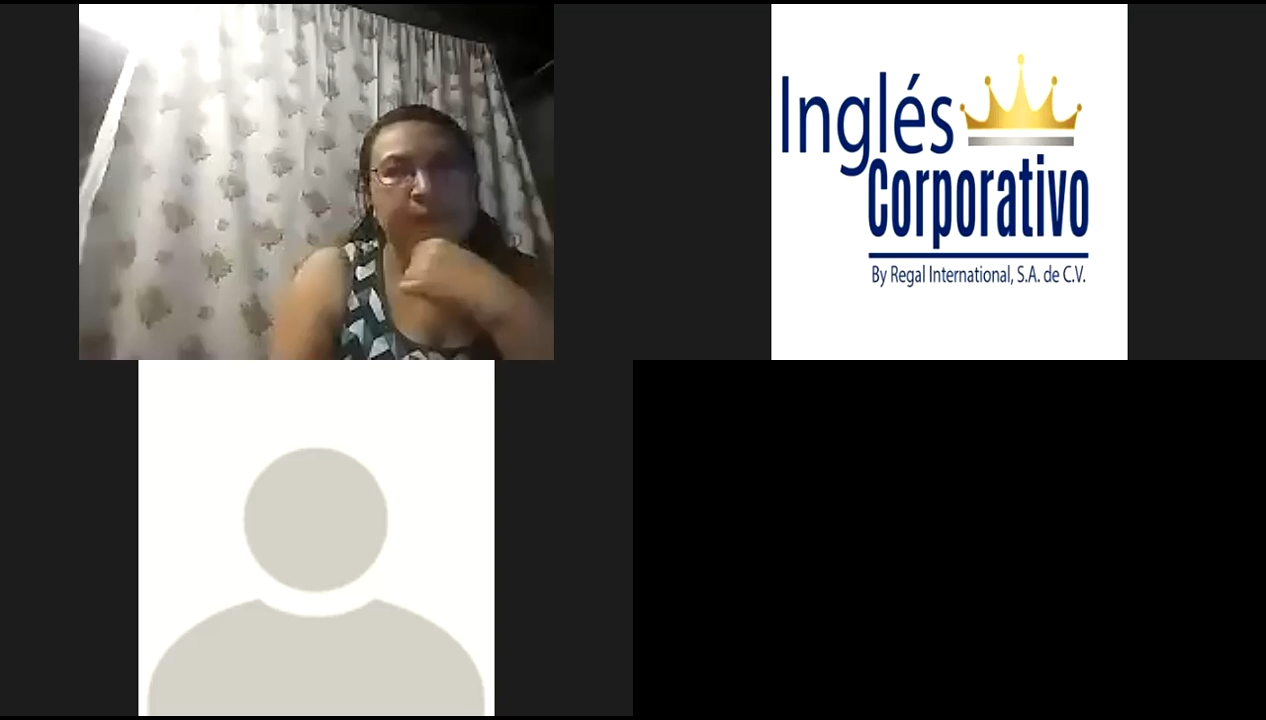 Inglés
Corporativo
By Regal International, S.A. de C.V.